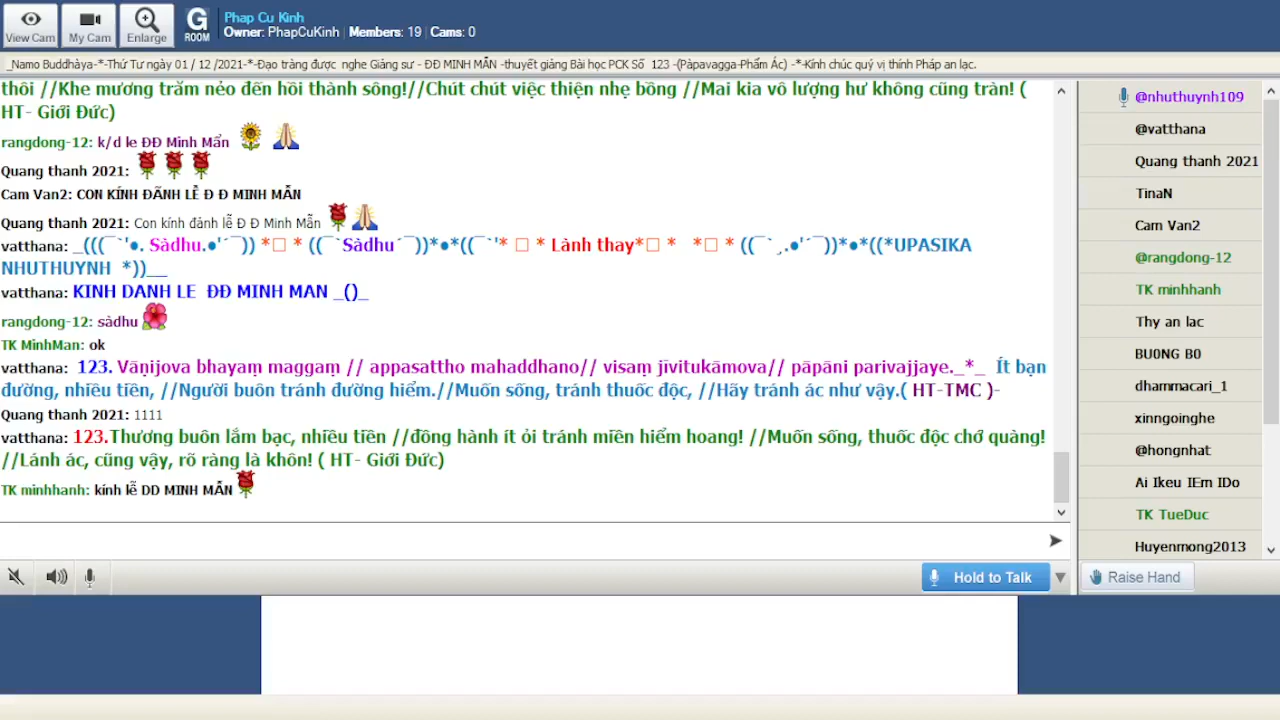 View Cam
My Cam
Enlarge
G
ROOM
Phap Cu Kinh
Owner: PhapCuKinh | Members: 19 | Cams: 0
_Namo Buddhàya-*-Thứ Tư ngày 01 / 12 /2021-*-Đạo tràng được nghe Giảng sư - ĐĐ MINH MẪN -thuyết giảng Bài học PCK Số 123 -(Pàpavagga-Phẩm Ác) -*-Kính chúc quý vị thính Pháp an lạc.
thôi //Khe mương trăm nẻo đến hồi thành sông!//Chút chút việc thiện nhẹ bồng //Mai kia vô lượng hư không cũng tràn! (
HT- Giới Đức)
rangdong-12: k/d le ĐĐ Minh Mẩn
Quang thanh 2021:
Cam Van2: CON KÍNH ĐÃNH LỄ Đ Đ MINH MẪN
Quang thanh 2021: Con kính đảnh lễ Đ Đ Minh Mẫn
vatthana: _(((¯`'●. Sàdhu.●'´¯)) *□ * ((¯`Sàdhu´¯))*●*((¯`'* □ * Lành thay*□ * *□ * ((¯`¸.●'´¯))*●*((*UPASIKA
NHUTHUYNH *))__
vatthana: KINH DANH LE ĐĐ MINH MAN _()_
rangdong-12: sàdhu
TK MinhMan: ok
vatthana: 123. Vāṇijova bhayaṃ maggaṃ // appasattho mahaddhano// visaṃ jīvitukāmova// pāpāni parivajjaye._*_ Ít bạn
đường, nhiều tiền, //Người buôn tránh đường hiểm.//Muốn sống, tránh thuốc độc, //Hãy tránh ác như vậy.( HT-TMC )-
Quang thanh 2021: 1111
vatthana: 123.Thương buôn lắm bạc, nhiều tiền //đồng hành ít ỏi tránh miền hiểm hoang! //Muốn sống, thuốc độc chớ quàng!
//Lánh ác, cũng vậy, rõ ràng là khôn! ( HT- Giới Đức)
TK minhhanh: kính lễ DD MINH MẪN
Hold to Talk
@nhuthuynh109
@vatthana
Quang thanh 2021
TinaN
Cam Van2
@rangdong-12
TK minhhanh
Thy an lac
BU0NG B0
dhammacari_1
xinngoinghe
@hongnhat
Ai Ikeu IEm IDo
TK TueDuc
Huyenmong2013
Raise Hand